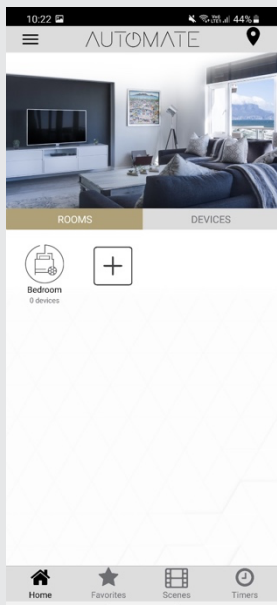 10:22 44%
AUTOMATE
ROOMS DEVICES
Bedroom
0 devices
Home Favorites Scenes Timers